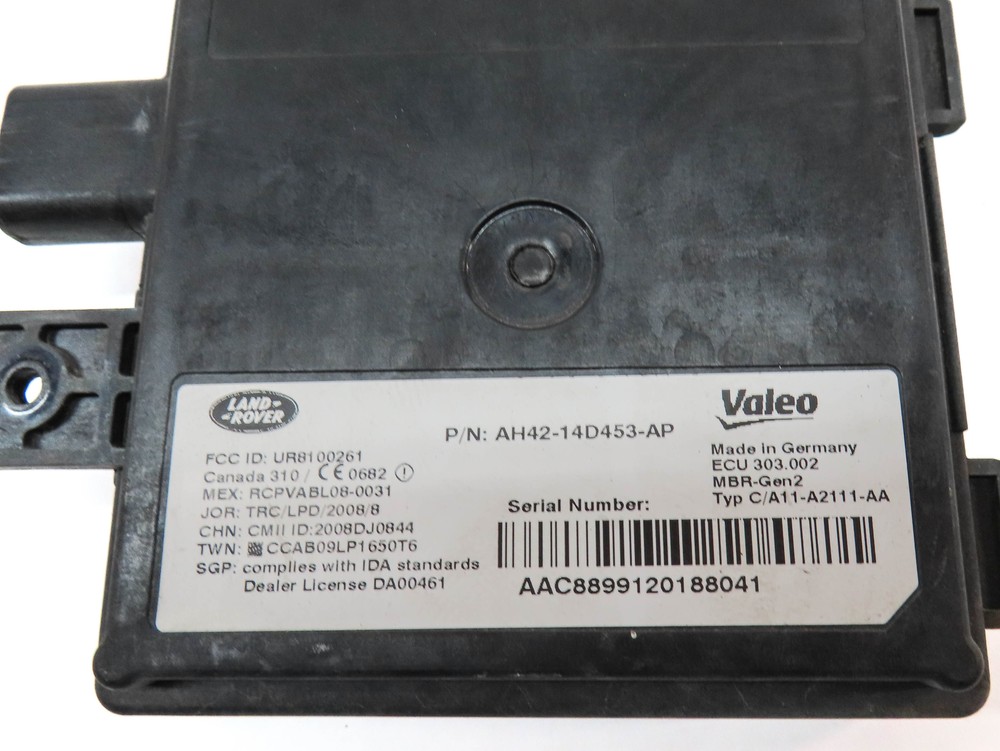 LAND-
-ROVER
Valeo
P/N: AH42-14D453-AP
FCC ID: UR8100261
Canada 310 / CE 0682
MEX: RCPVABL08-0031
JOR: TRC/LPD/2008/8
CHN: CMII ID:2008DJ0844
TWN: CCAB09LP1650T6
SGP: complies with IDA standards
Dealer License DA00461
Made in Germany
ECU 303.002
MBR-Gen2
Typ C/A11-A2111-AA
Serial Number:
AAC8899120188041